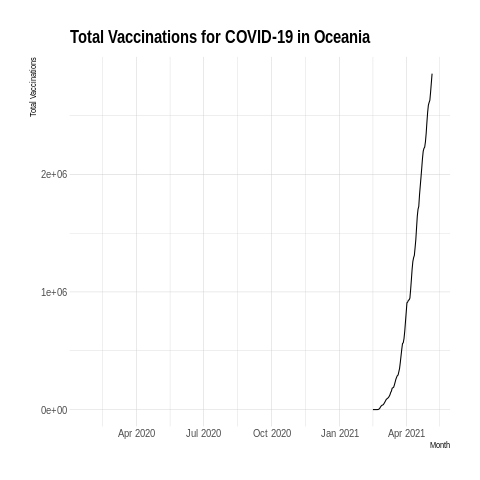 Total Vaccinations for COVID-19 in Oceania
Total Vaccinations
2e+06
1e+06
0e+00
Apr 2020 Jul 2020 Oct 2020 Jan 2021 Apr 2021
Month